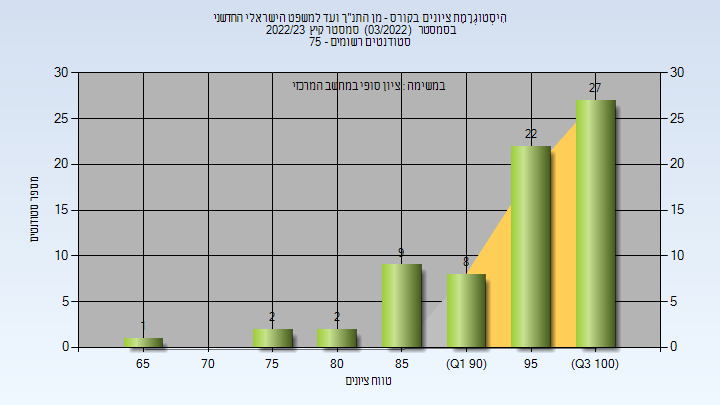 היסטוגרמת ציונים בקורס - מן התנ"ך ועד למשפט הישראלי החדשני
בסמסטר (03/2022) סמסטר קיץ 2022/23
סטודנטים רשומים - 75
במשימה : ציון סופי במחשב המרכזי
30 30
25 25
20 20
15 15
10 10
5 5
0 0
מספר סטודנטים
1 2 2 9 8 22 27
65 70 75 80 85 (Q1 90) 95 (Q3 100)
טווח ציונים